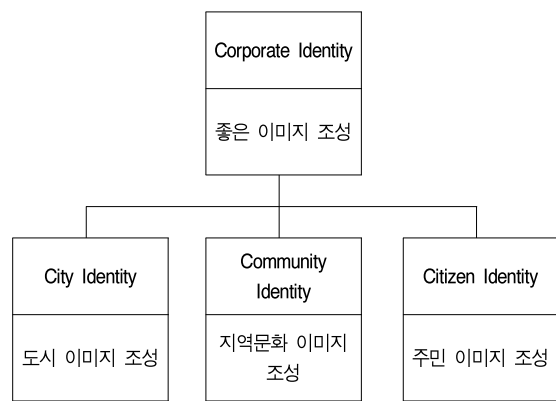 Corporate Identity
좋은 이미지 조성
City Identity
도시 이미지 조성
Community
Identity
지역문화 이미지
조성
Citizen Identity
주민 이미지 조성